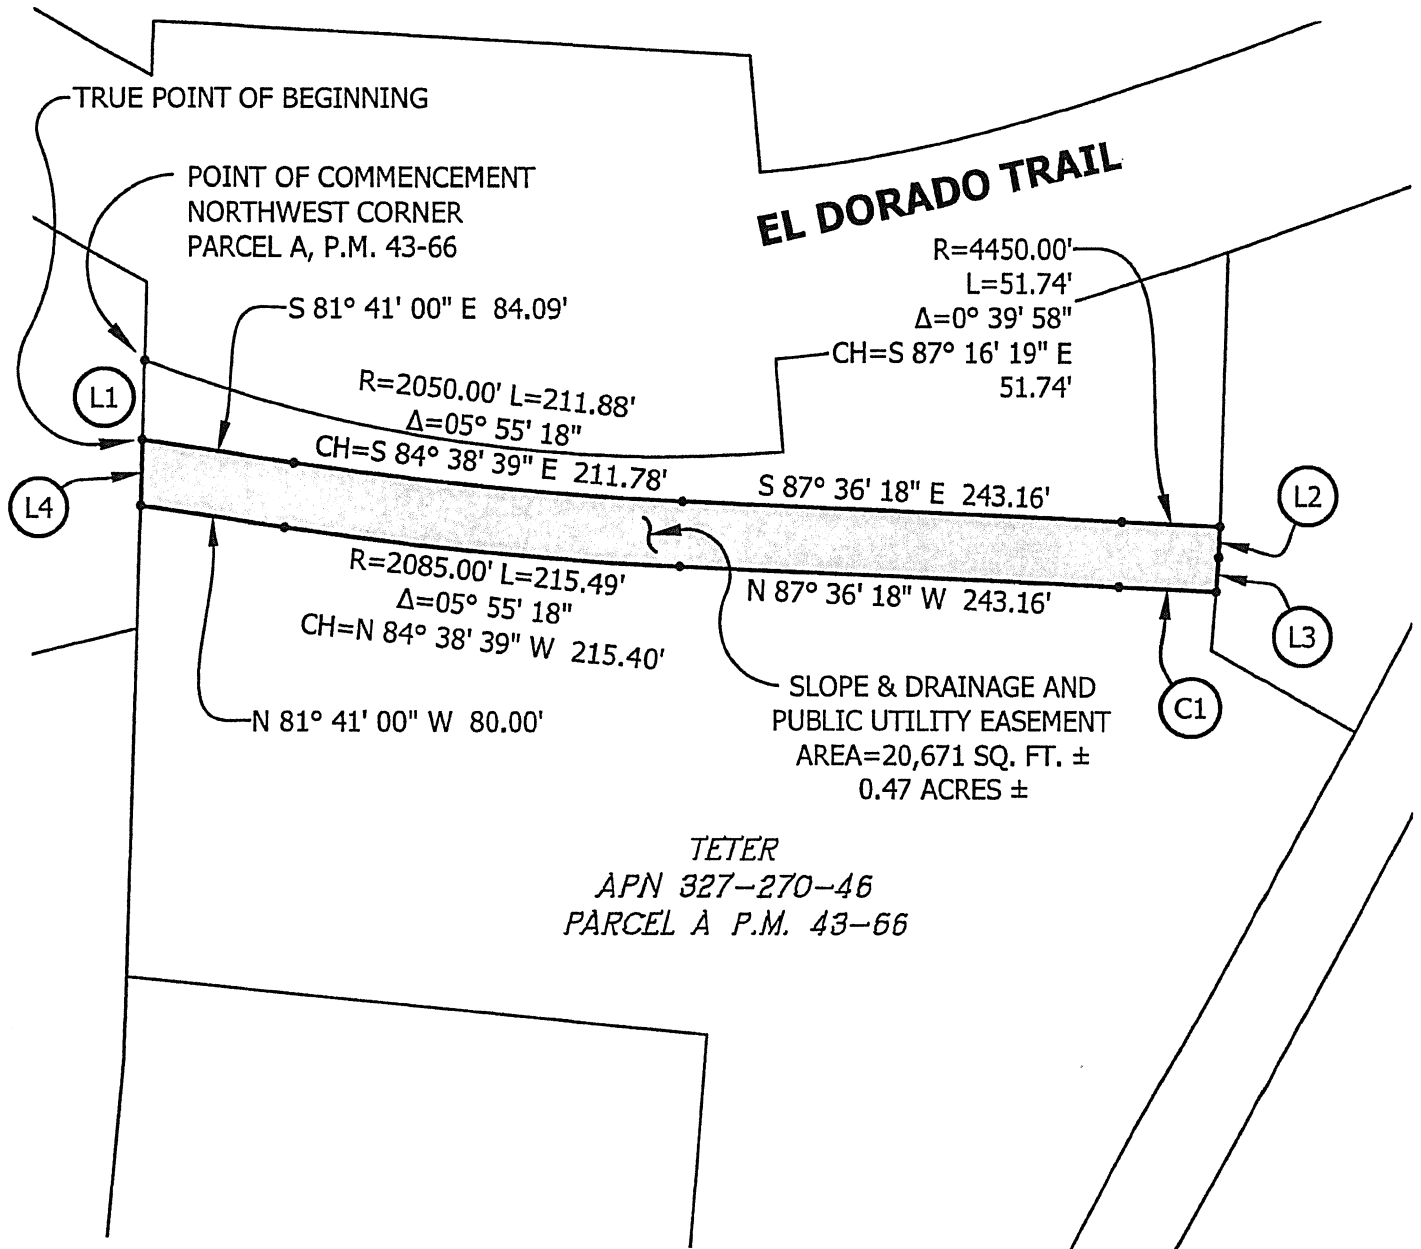 TRUE POINT OF BEGINNING
POINT OF COMMENCEMENT
NORTHWEST CORNER
PARCEL A, P.M. 43-66
EL DORADO TRAIL
R=4450.00'
L=51.74'
Δ=0° 39' 58"
CH=S 87° 16' 19" E
51.74'
S 81° 41' 00" E 84.09'
L1
R=2050.00' L=211.88'
Δ=05° 55' 18"
CH=S 84° 38' 39" E 211.78'
S 87° 36' 18" E 243.16'
L2
L4
R=2085.00' L=215.49'
Δ=05° 55' 18"
CH=N 84° 38' 39" W 215.40'
N 87° 36' 18" W 243.16'
L3
N 81° 41' 00" W 80.00'
SLOPE & DRAINAGE AND
PUBLIC UTILITY EASEMENT
AREA=20,671 SQ. FT. ±
0.47 ACRES ±
C1
TETER
APN 327-270-46
PARCEL A P.M. 43-66